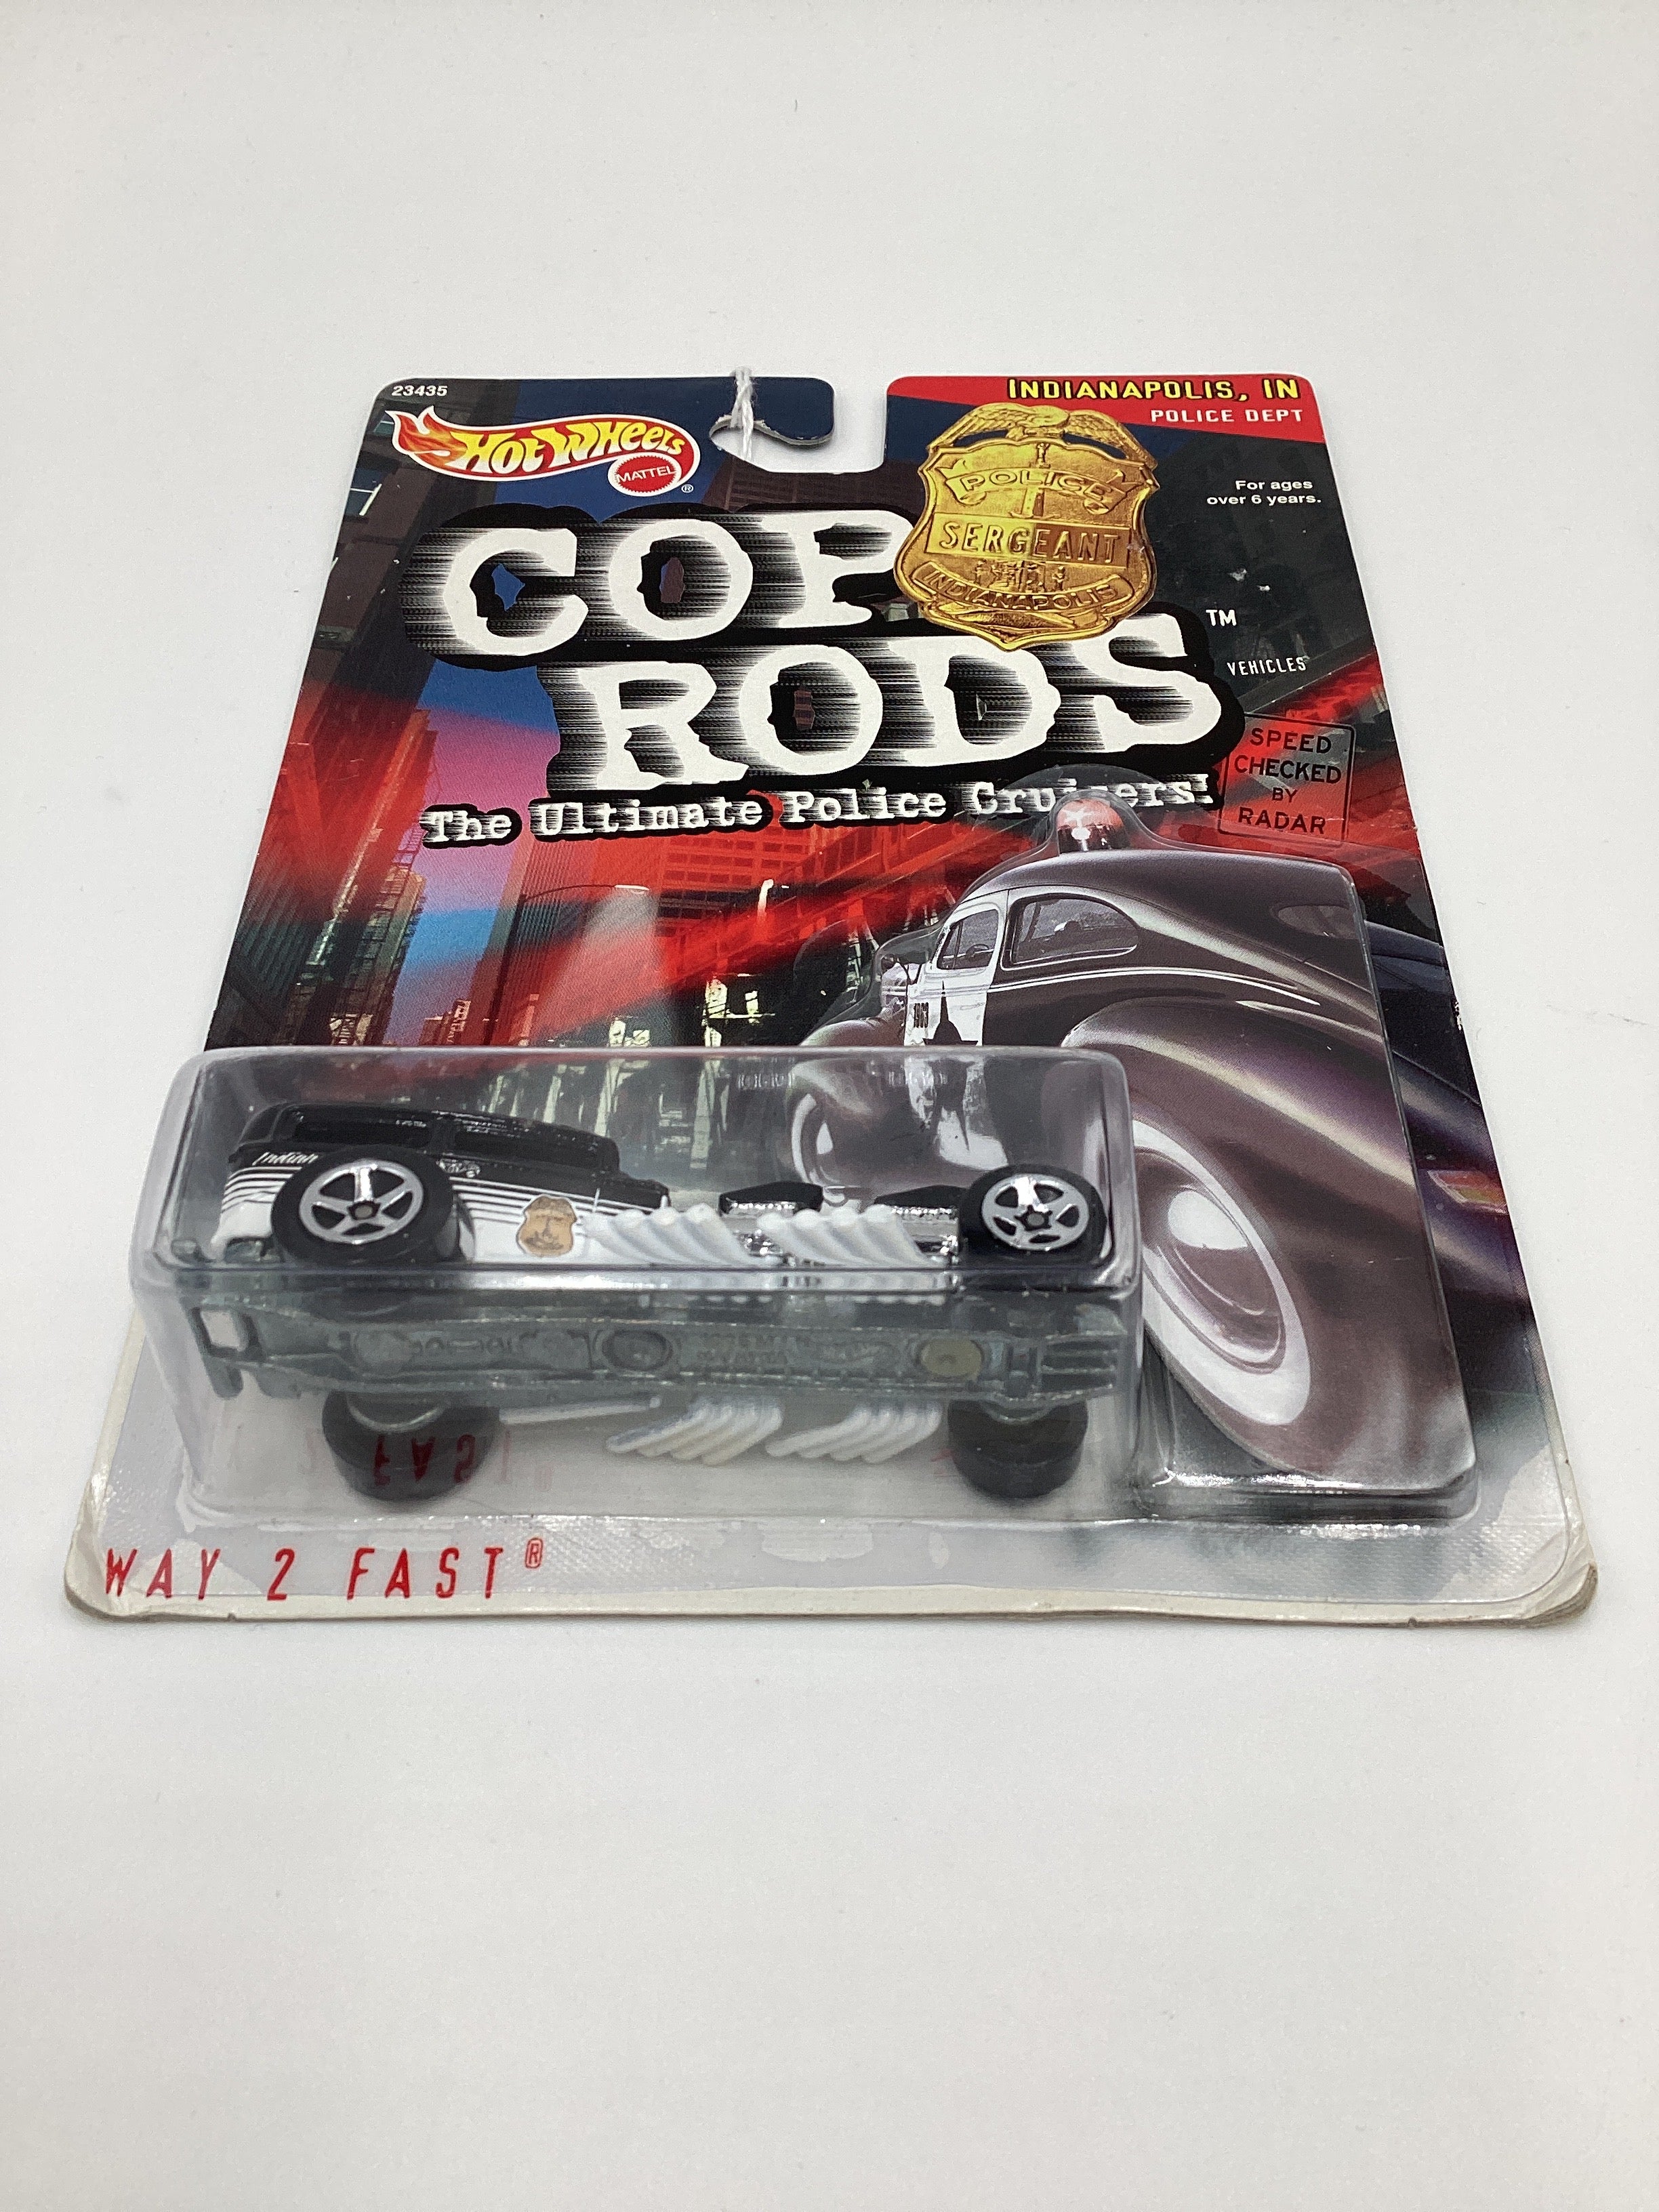 23435
INDIANAPOLIS, IN
POLICE DEPT
HOT WHEELS
MATTEL
®
For ages
over 6 years.
POLICE
SERGEANT
INDIANAPOLIS
COP
RODS
™
VEHICLES
The Ultimate Police Cruisers!
SPEED
CHECKED
BY
RADAR
WAY 2 FAST®